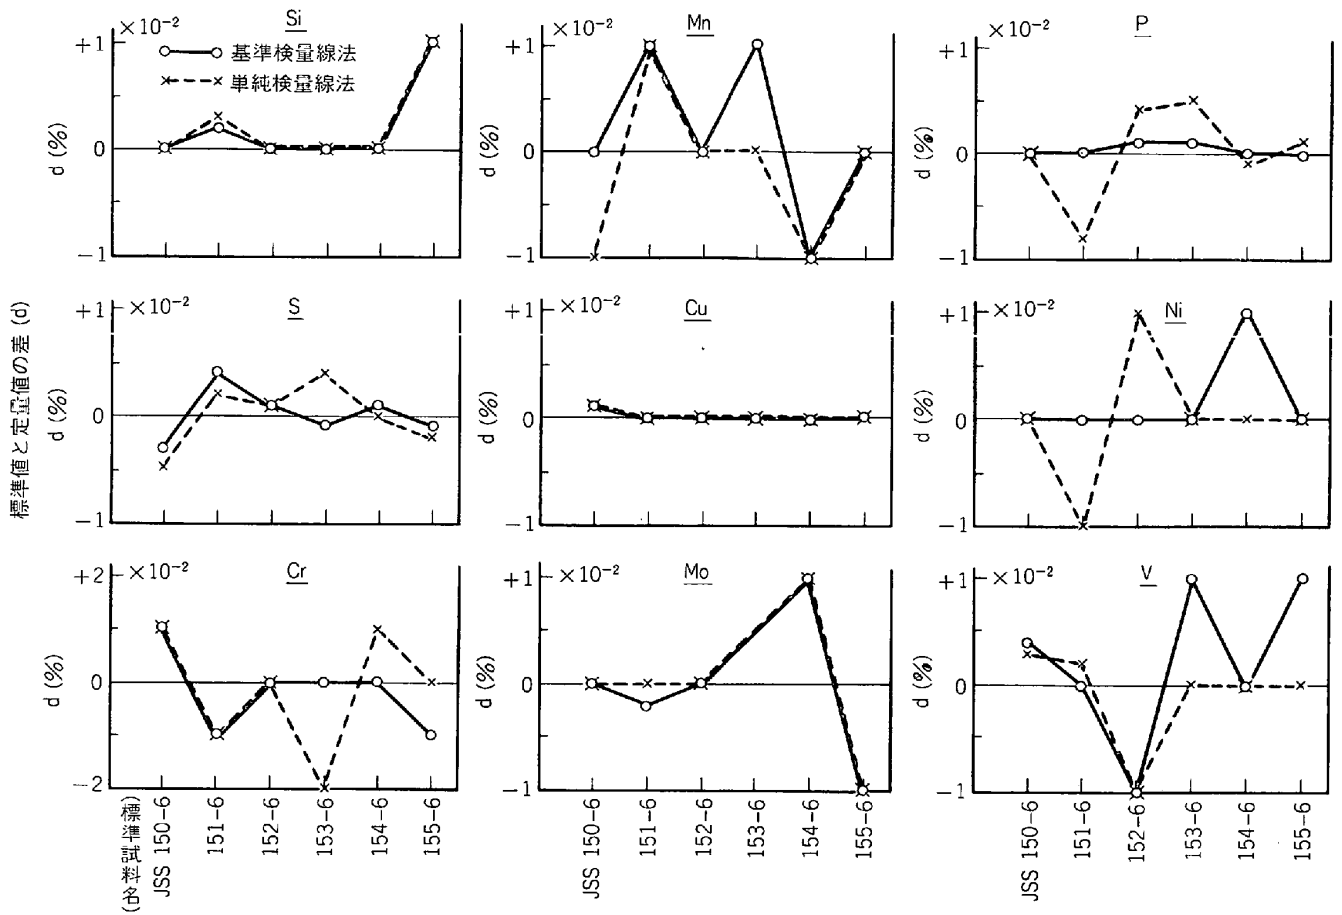 Si
+1
×10⁻²
基準検量線法
単純検量線法
d (%)
0
−1
Mn
+1
×10⁻²
d (%)
0
−1
P
+1
×10⁻²
d (%)
0
−1
標準値と定量値の差 (d)
S
+1
×10⁻²
d (%)
0
−1
Cu
+1
×10⁻²
d (%)
0
−1
Ni
+1
×10⁻²
d (%)
0
−1
Cr
+2
×10⁻²
d (%)
0
−2
Mo
+1
×10⁻²
d (%)
0
−1
V
+1
×10⁻²
d (%)
0
−1
(標準試料名)
JSS 150-6
151-6
152-6
153-6
154-6
155-6
JSS 150-6
151-6
152-6
153-6
154-6
155-6
JSS 150-6
151-6
152-6
153-6
154-6
155-6